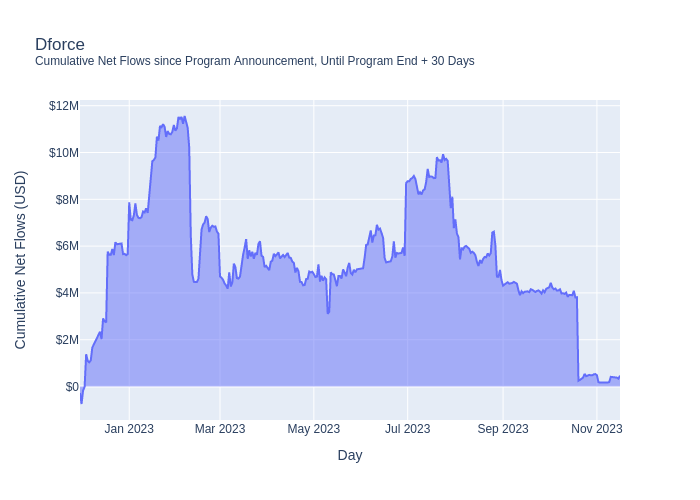 Dforce
Cumulative Net Flows since Program Announcement, Until Program End + 30 Days
Cumulative Net Flows (USD)
$12M
$10M
$8M
$6M
$4M
$2M
$0
Jan 2023 Mar 2023 May 2023 Jul 2023 Sep 2023 Nov 2023
Day